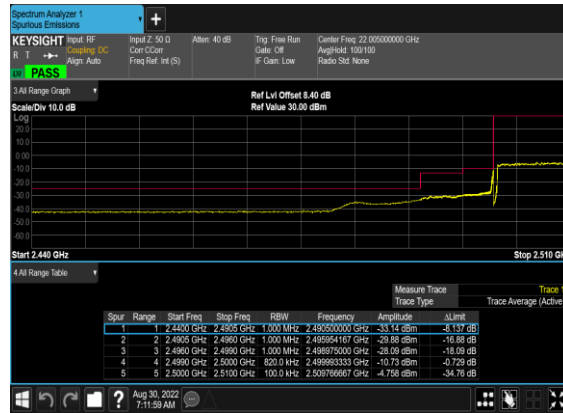 Spectrum Analyzer 1
Spurious Emissions
+
KEYSIGHT Input: RF Input Z: 50 Ω Atten: 40 dB Trig: Free Run Center Freq: 22.005000000 GHz
R T Coupling: DC Corr CCorr Gate: Off Avg|Hold: 100/100
Align: Auto Freq Ref: Int (S) IF Gain: Low Radio Std: None
PASS
3 All Range Graph
Ref Lvl Offset 8.40 dB
Scale/Div 10.0 dB Ref Value 30.00 dBm
Log
20.0
10.0
0.00
-10.0
-20.0
-30.0
-40.0
-50.0
-60.0
Start 2.440 GHz Stop 2.510 GH
4 All Range Table
Measure Trace Trace 1
Trace Type Trace Average (Active
Spur Range Start Freq Stop Freq RBW Frequency Amplitude ΔLimit
1 1 2.4400 GHz 2.4905 GHz 1.000 MHz 2.490500000 GHz -33.14 dBm -8.137 dB
2 2 2.4905 GHz 2.4960 GHz 1.000 MHz 2.495954167 GHz -29.88 dBm -16.88 dB
3 3 2.4960 GHz 2.4990 GHz 1.000 MHz 2.498975000 GHz -28.09 dBm -18.09 dB
4 4 2.4990 GHz 2.5000 GHz 820.0 kHz 2.499993333 GHz -10.73 dBm -0.729 dB
5 5 2.5000 GHz 2.5100 GHz 100.0 kHz 2.509766667 GHz -4.758 dBm -34.76 dB
? Aug 30, 2022
7:11:59 AM